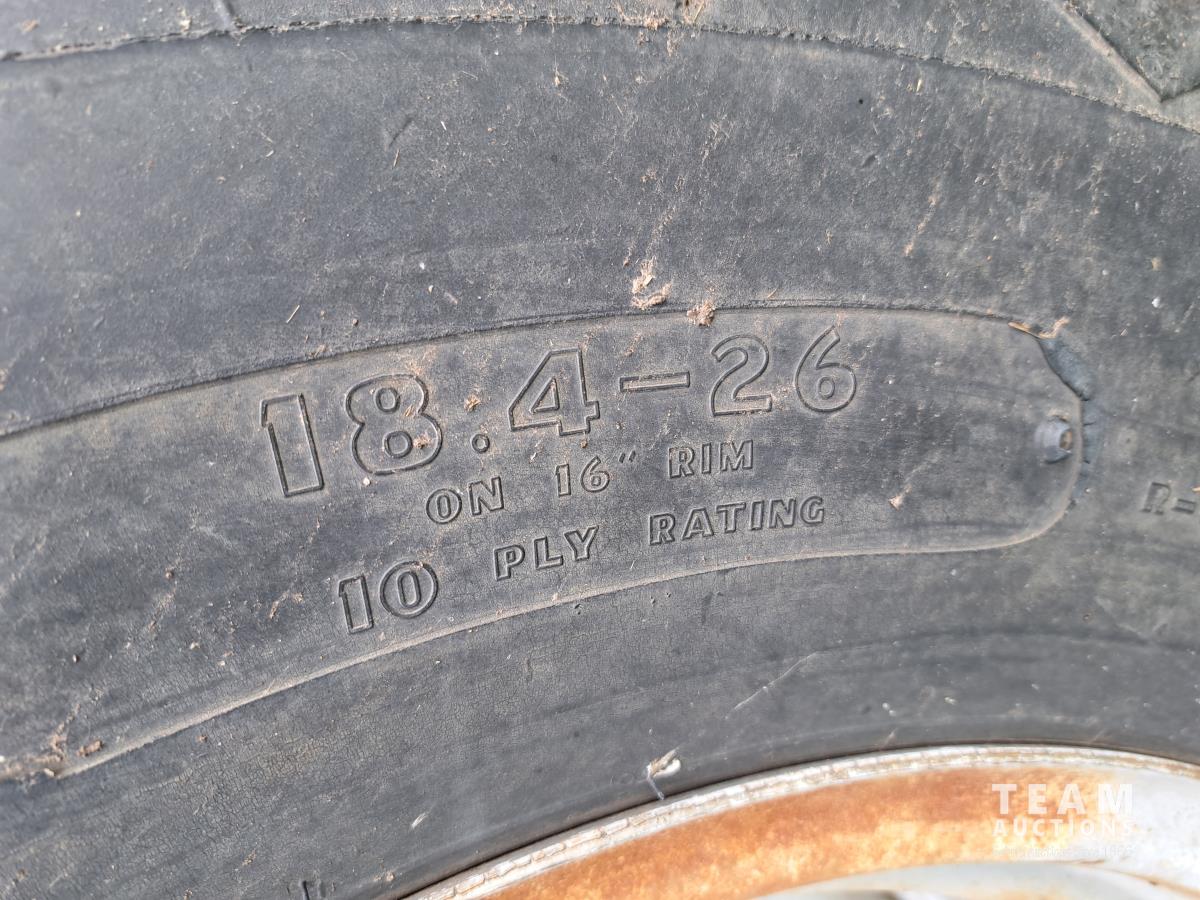 18.4-26
ON 16" RIM
10 PLY RATING
R=
TEAM
AUCTIONS